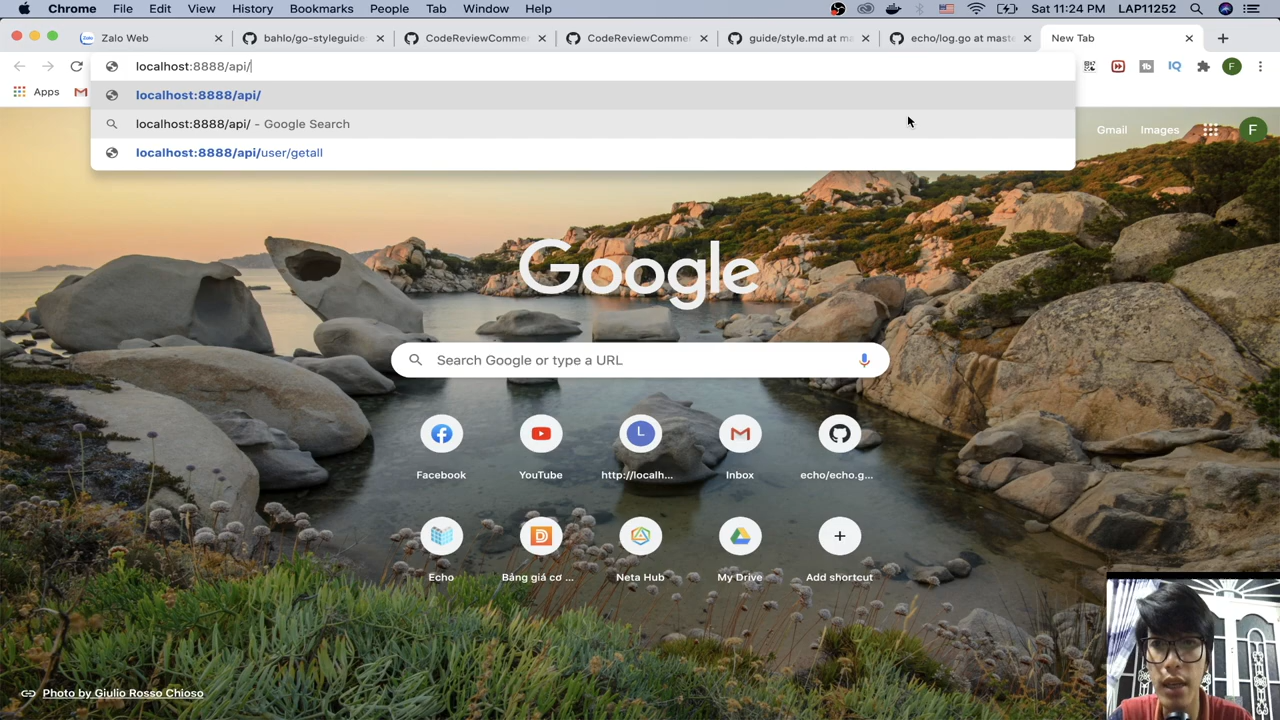 Chrome File Edit View History Bookmarks People Tab Window Help Sat 11:24 PM LAP11252
Zalo Web bahlo/go-styleguide: CodeReviewCommer CodeReviewCommer guide/style.md at ma echo/log.go at maste New Tab
localhost:8888/api/
Apps
localhost:8888/api/
localhost:8888/api/ - Google Search
localhost:8888/api/user/getall
Gmail Images F
Google
Search Google or type a URL
Facebook YouTube http://localh... Inbox echo/echo.g...
Echo Bảng giá cơ ... Neta Hub My Drive Add shortcut
Photo by Giulio Rosso Chioso